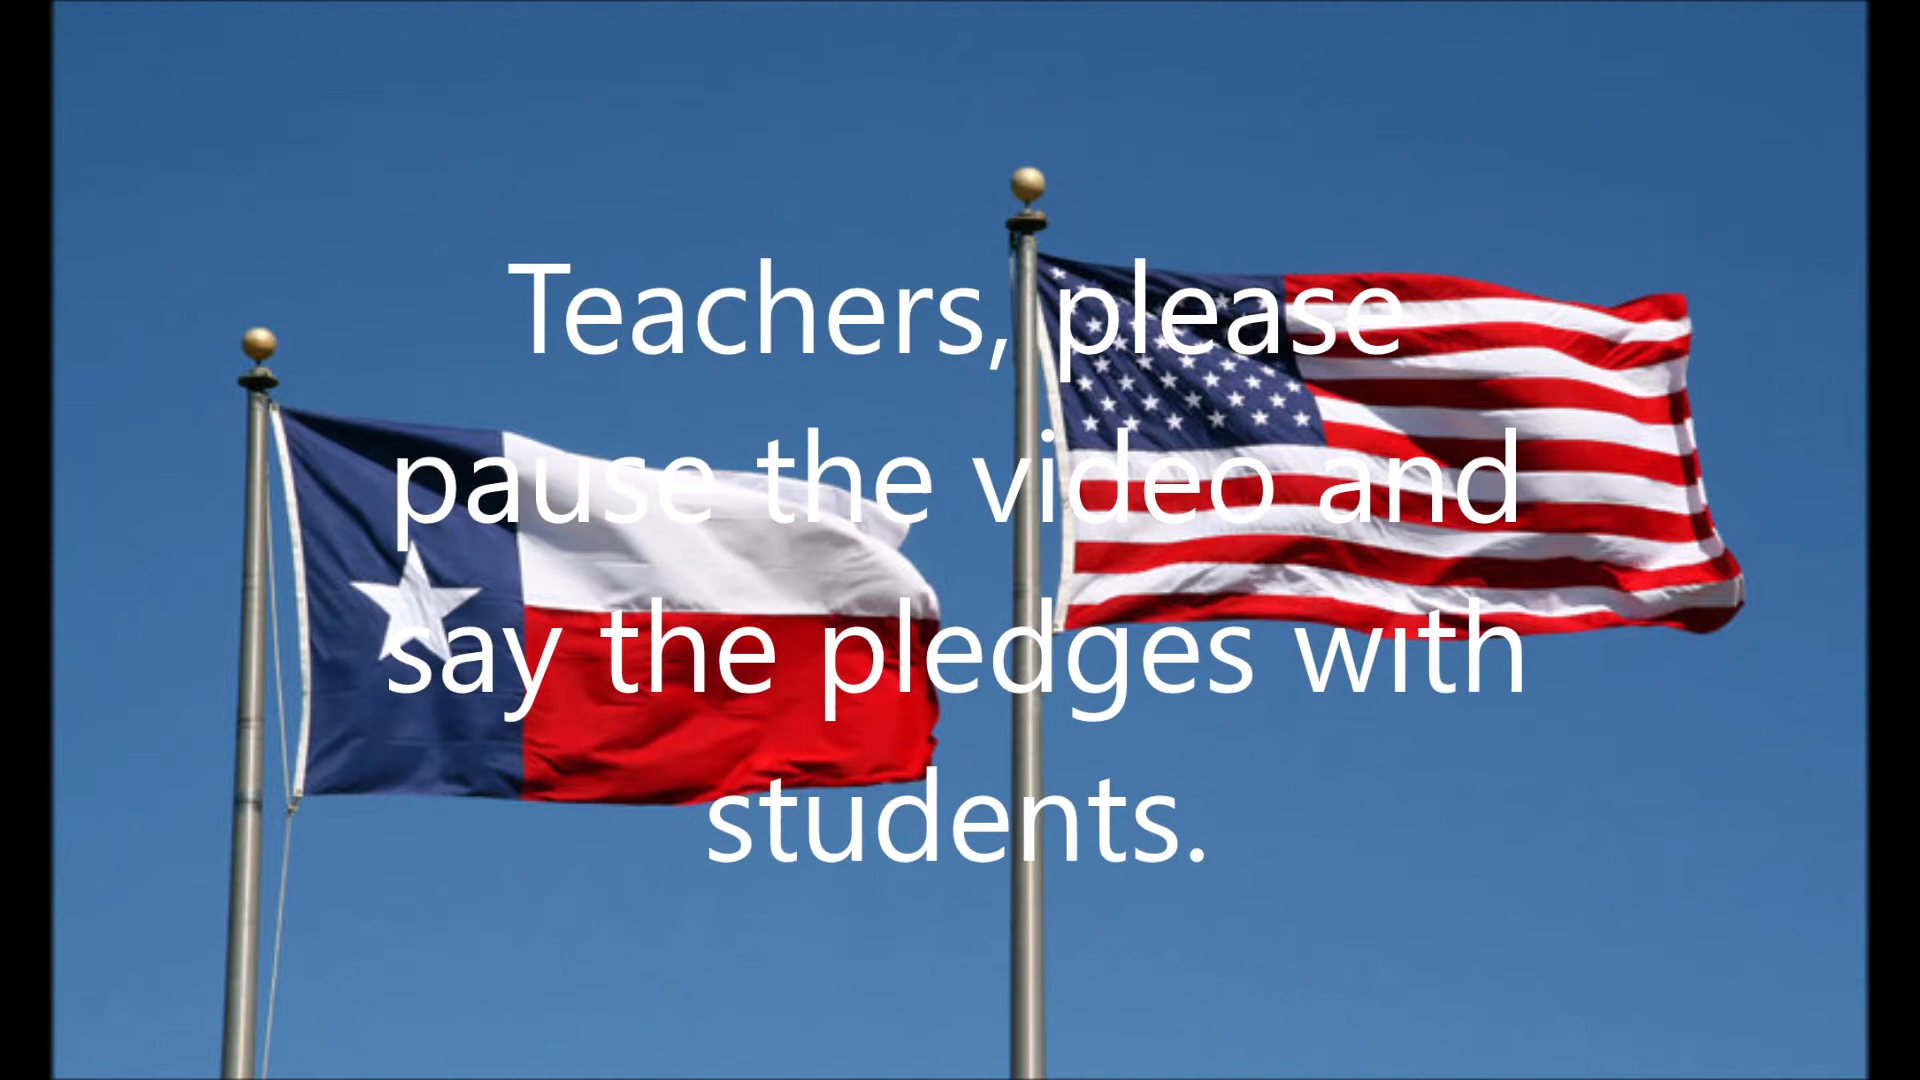 Teachers, please
pause the video and
say the pledges with
students.